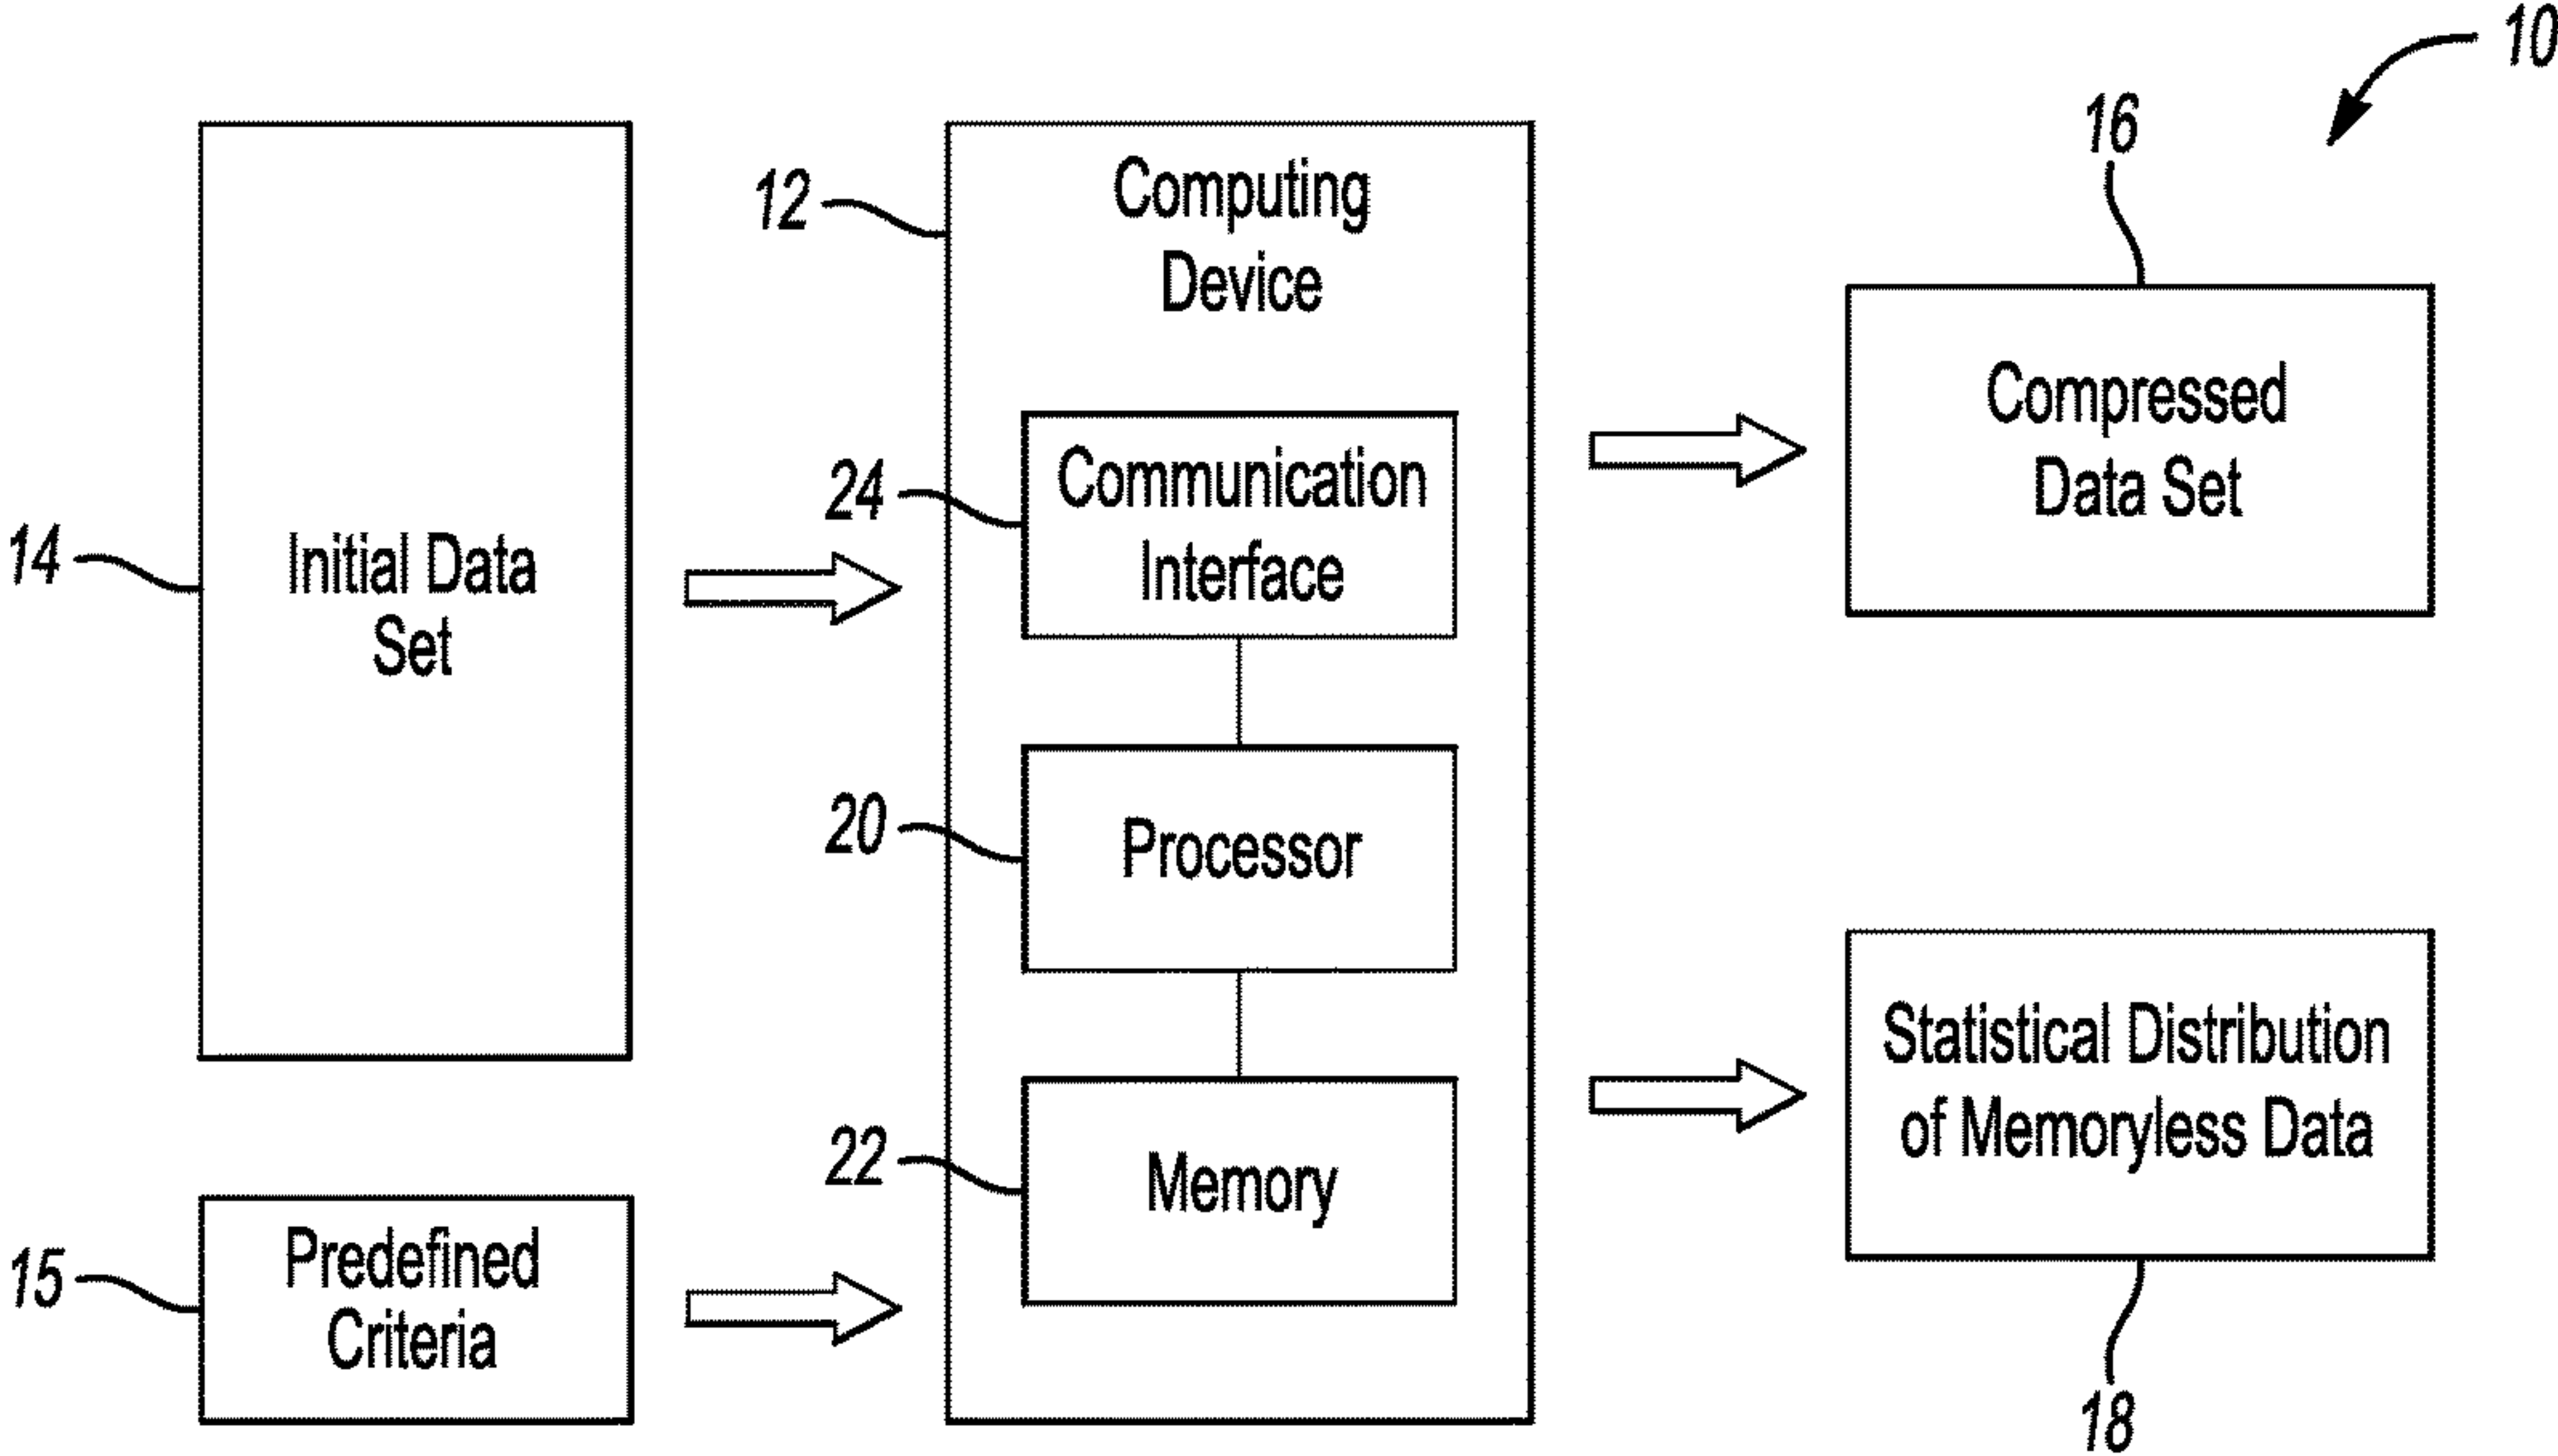 10
14
Initial Data
Set
15
Predefined
Criteria
12
Computing
Device
24
Communication
Interface
20
Processor
22
Memory
16
Compressed
Data Set
Statistical Distribution
of Memoryless Data
18